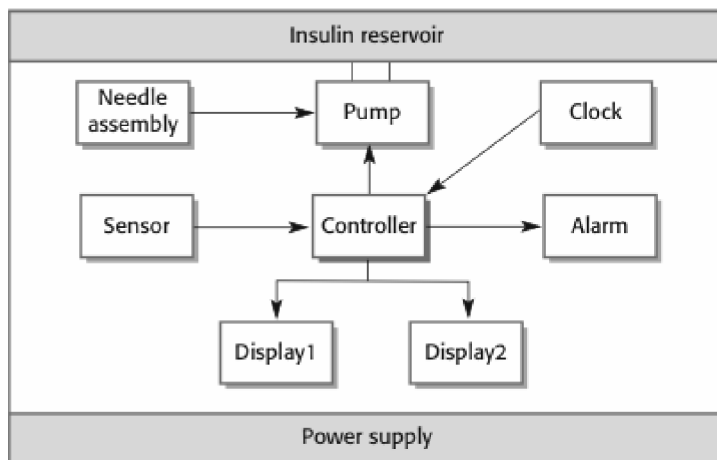 Insulin reservoir
Needle
assembly
Pump
Clock
Sensor
Controller
Alarm
Display1
Display2
Power supply